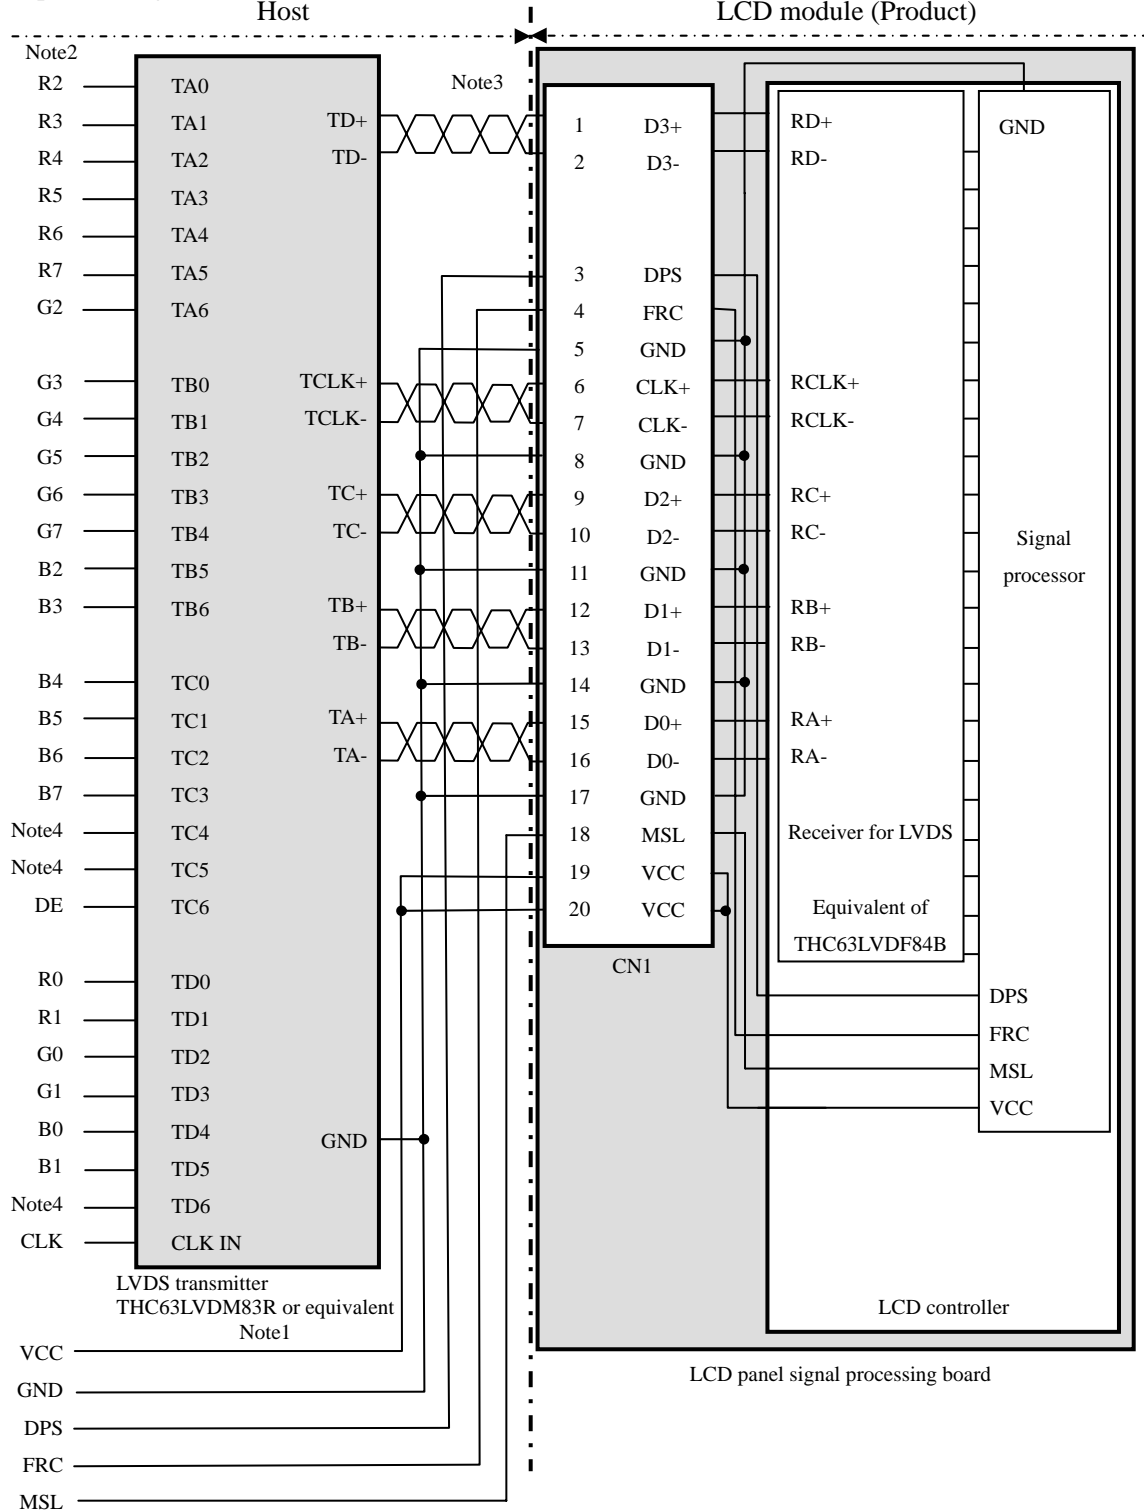 Host
LCD module (Product)
Note2
Note3
R2 TA0
R3 TA1 TD+ 1 D3+ RD+ GND
R4 TA2 TD- 2 D3- RD-
R5 TA3
R6 TA4
R7 TA5 3 DPS
G2 TA6 4 FRC
5 GND
G3 TB0 TCLK+ 6 CLK+ RCLK+
G4 TB1 TCLK- 7 CLK- RCLK-
G5 TB2 8 GND
G6 TB3 TC+ 9 D2+ RC+
G7 TB4 TC- 10 D2- RC- Signal
B2 TB5 11 GND processor
B3 TB6 TB+ 12 D1+ RB+
TB- 13 D1- RB-
B4 TC0 14 GND
B5 TC1 TA+ 15 D0+ RA+
B6 TC2 TA- 16 D0- RA-
B7 TC3 17 GND
Note4 TC4 18 MSL Receiver for LVDS
Note4 TC5 19 VCC
DE TC6 20 VCC Equivalent of
THC63LVDF84B
CN1
R0 TD0 DPS
R1 TD1 FRC
G0 TD2 MSL
G1 TD3 VCC
B0 TD4 GND
B1 TD5
Note4 TD6
CLK CLK IN
LVDS transmitter
THC63LVDM83R or equivalent LCD controller
Note1
VCC
LCD panel signal processing board
GND
DPS
FRC
MSL